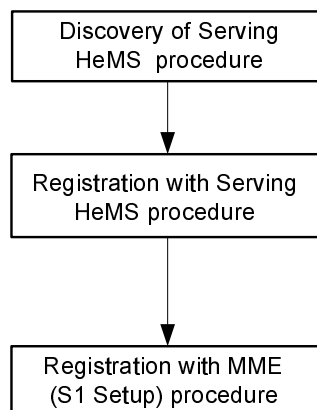 Discovery of Serving
HeMS procedure
Registration with Serving
HeMS procedure
Registration with MME
(S1 Setup) procedure